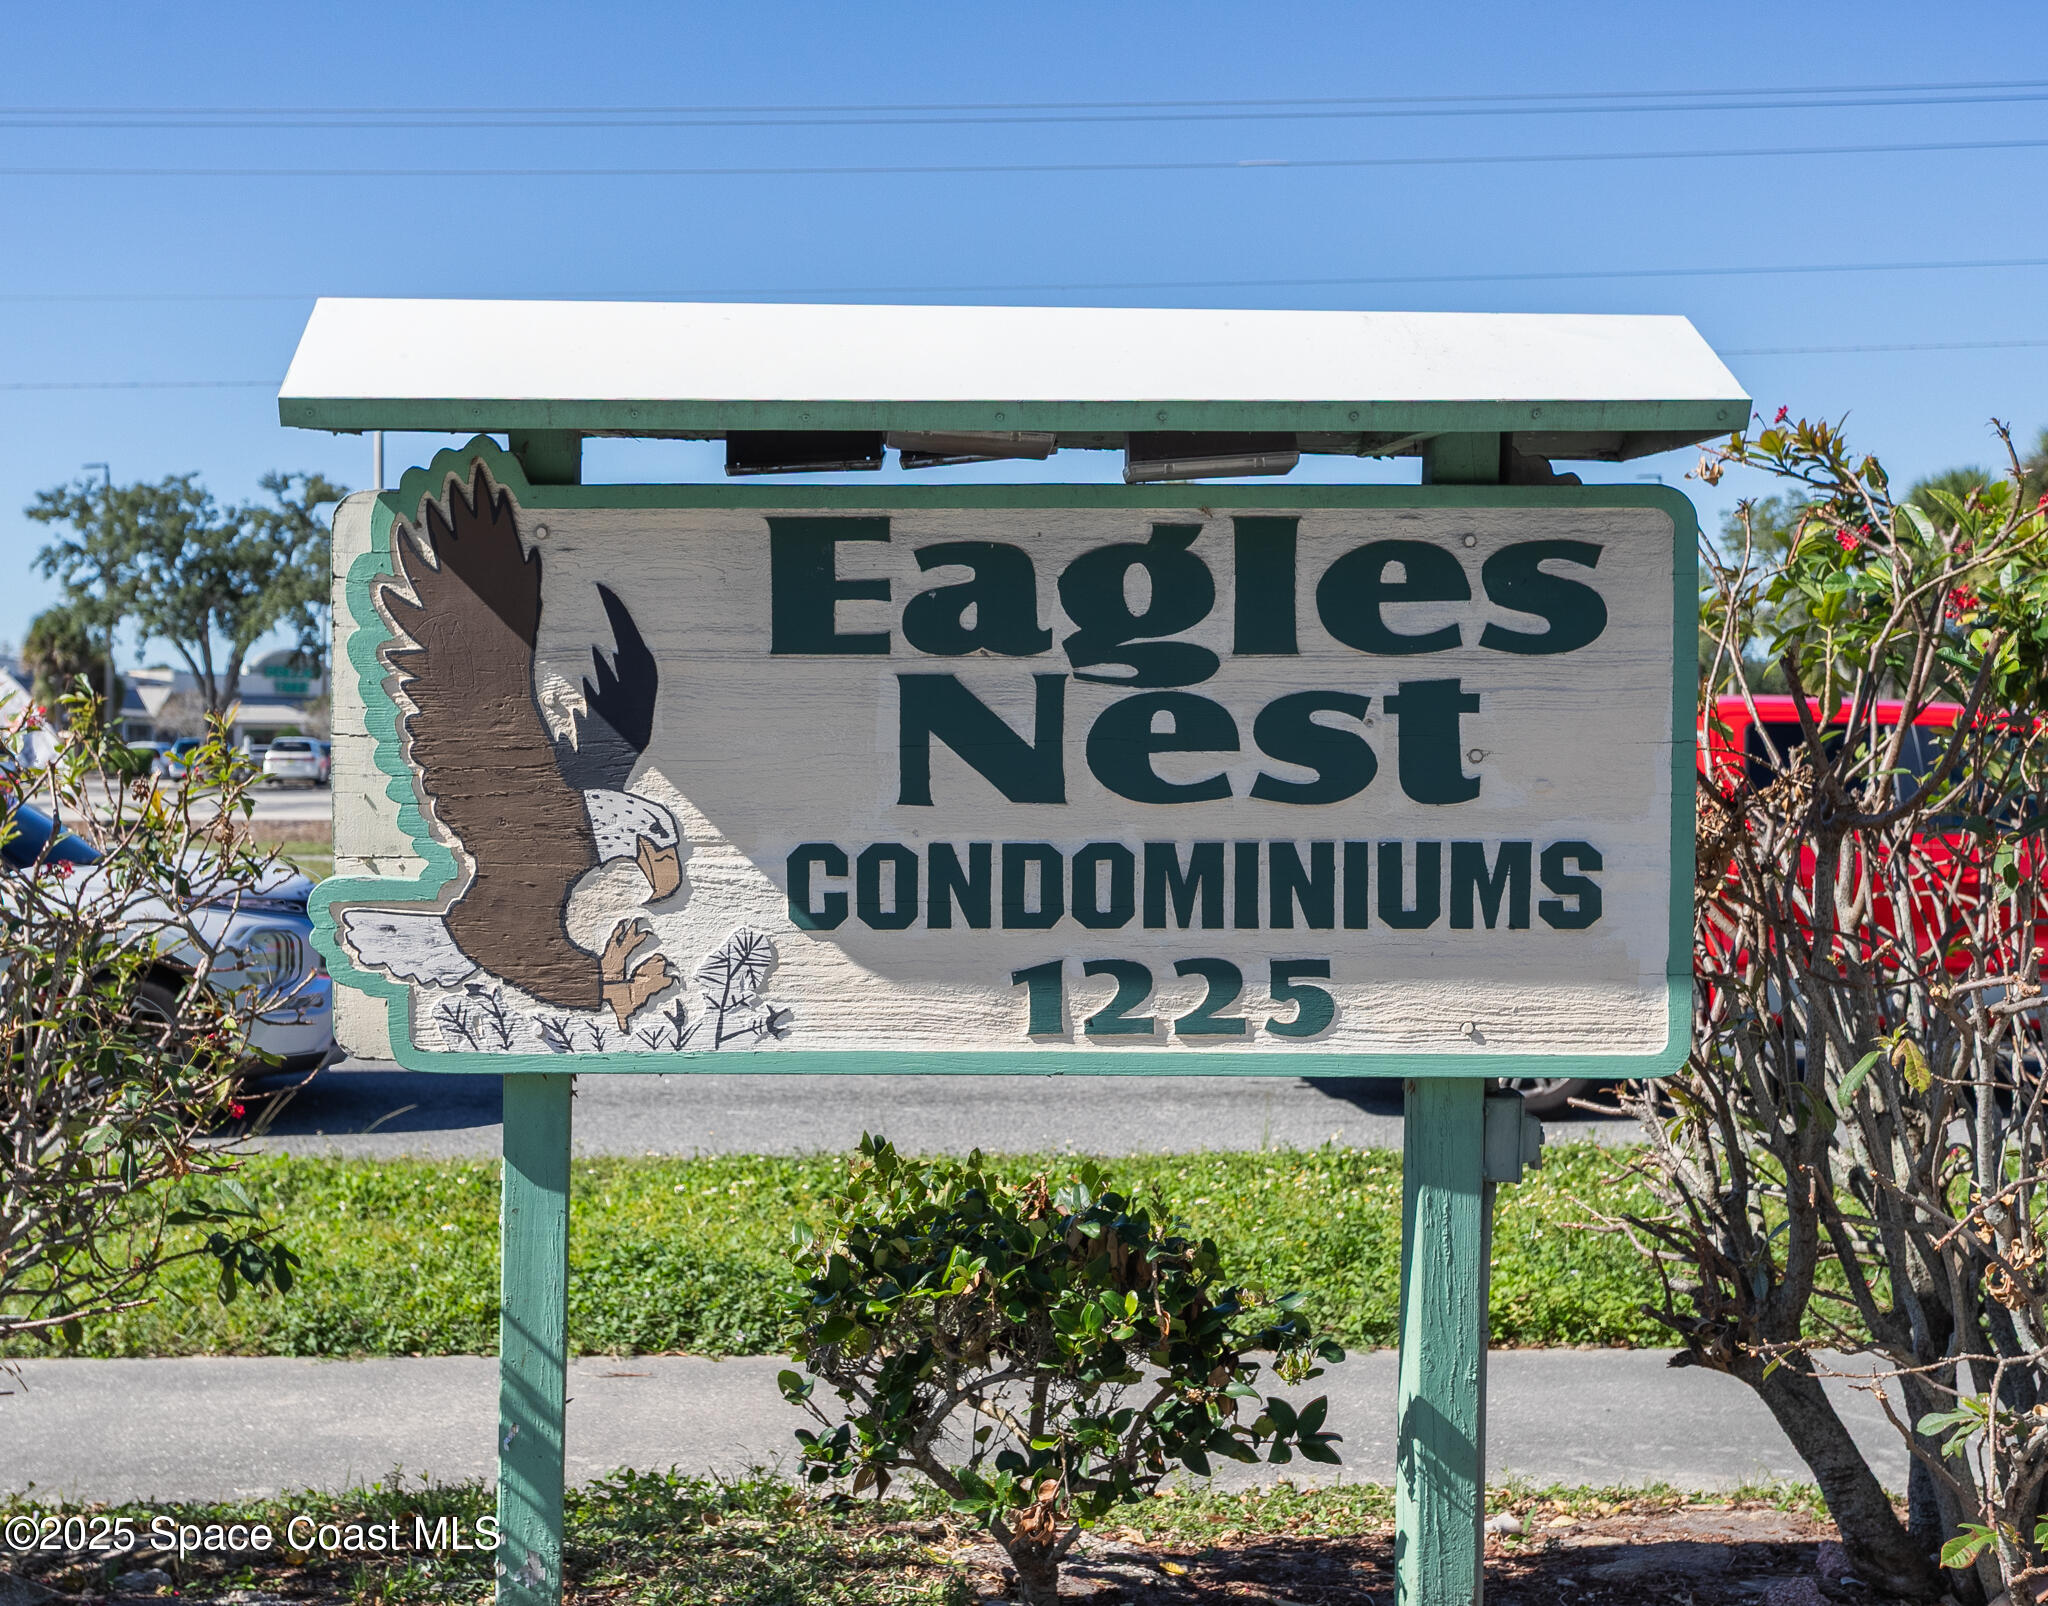 Eagles
Nest
CONDOMINIUMS
1225
©2025 Space Coast MLS